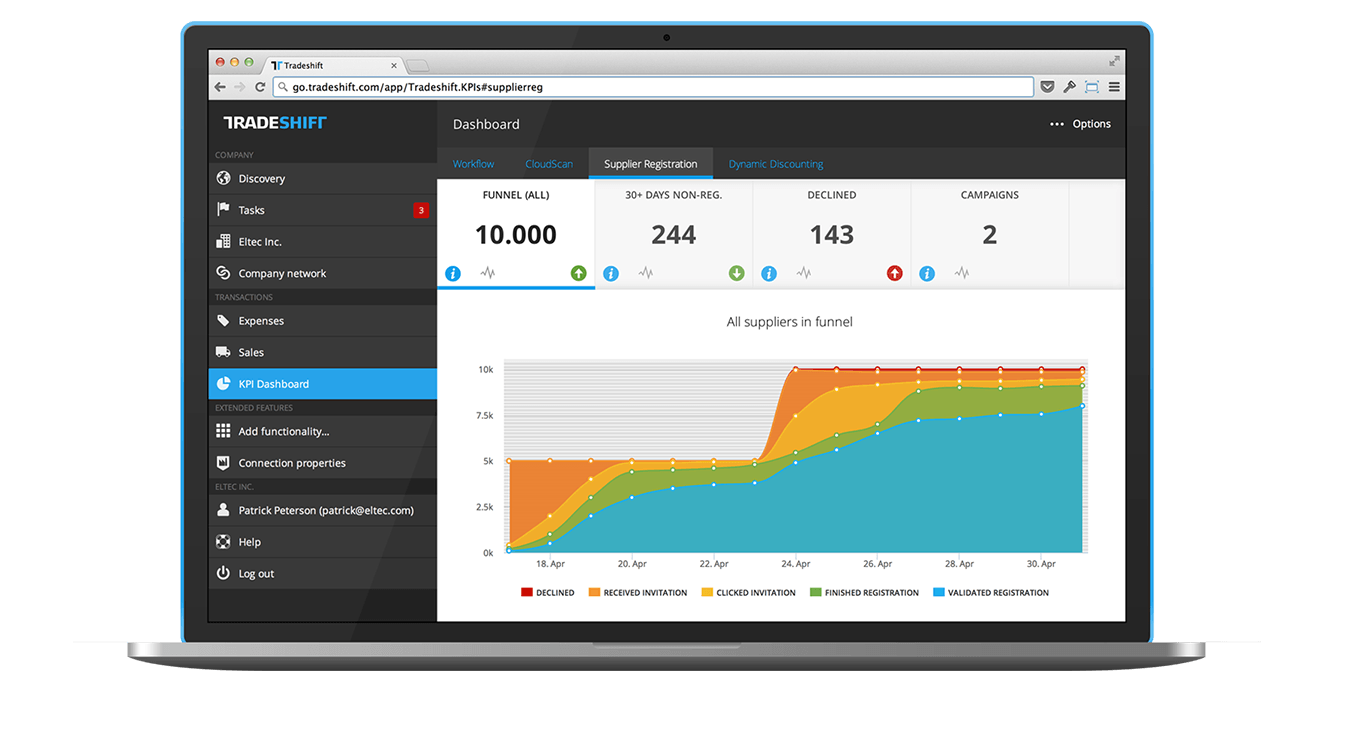 Tradeshift
go.tradeshift.com/app/Tradeshift.KPIs#supplierreg
TRADESHIFT
Dashboard
Options
COMPANY
Discovery
Tasks
3
Eltec Inc.
Company network
TRANSACTIONS
Expenses
Sales
KPI Dashboard
EXTENDED FEATURES
Add functionality...
Connection properties
ELTEC INC.
Patrick Peterson (patrick@eltec.com)
Help
Log out
Workflow CloudScan Supplier Registration Dynamic Discounting
FUNNEL (ALL) 30+ DAYS NON-REG. DECLINED CAMPAIGNS
10.000 244 143 2
All suppliers in funnel
10k
7.5k
5k
2.5k
0k
18. Apr 20. Apr 22. Apr 24. Apr 26. Apr 28. Apr 30. Apr
DECLINED RECEIVED INVITATION CLICKED INVITATION FINISHED REGISTRATION VALIDATED REGISTRATION